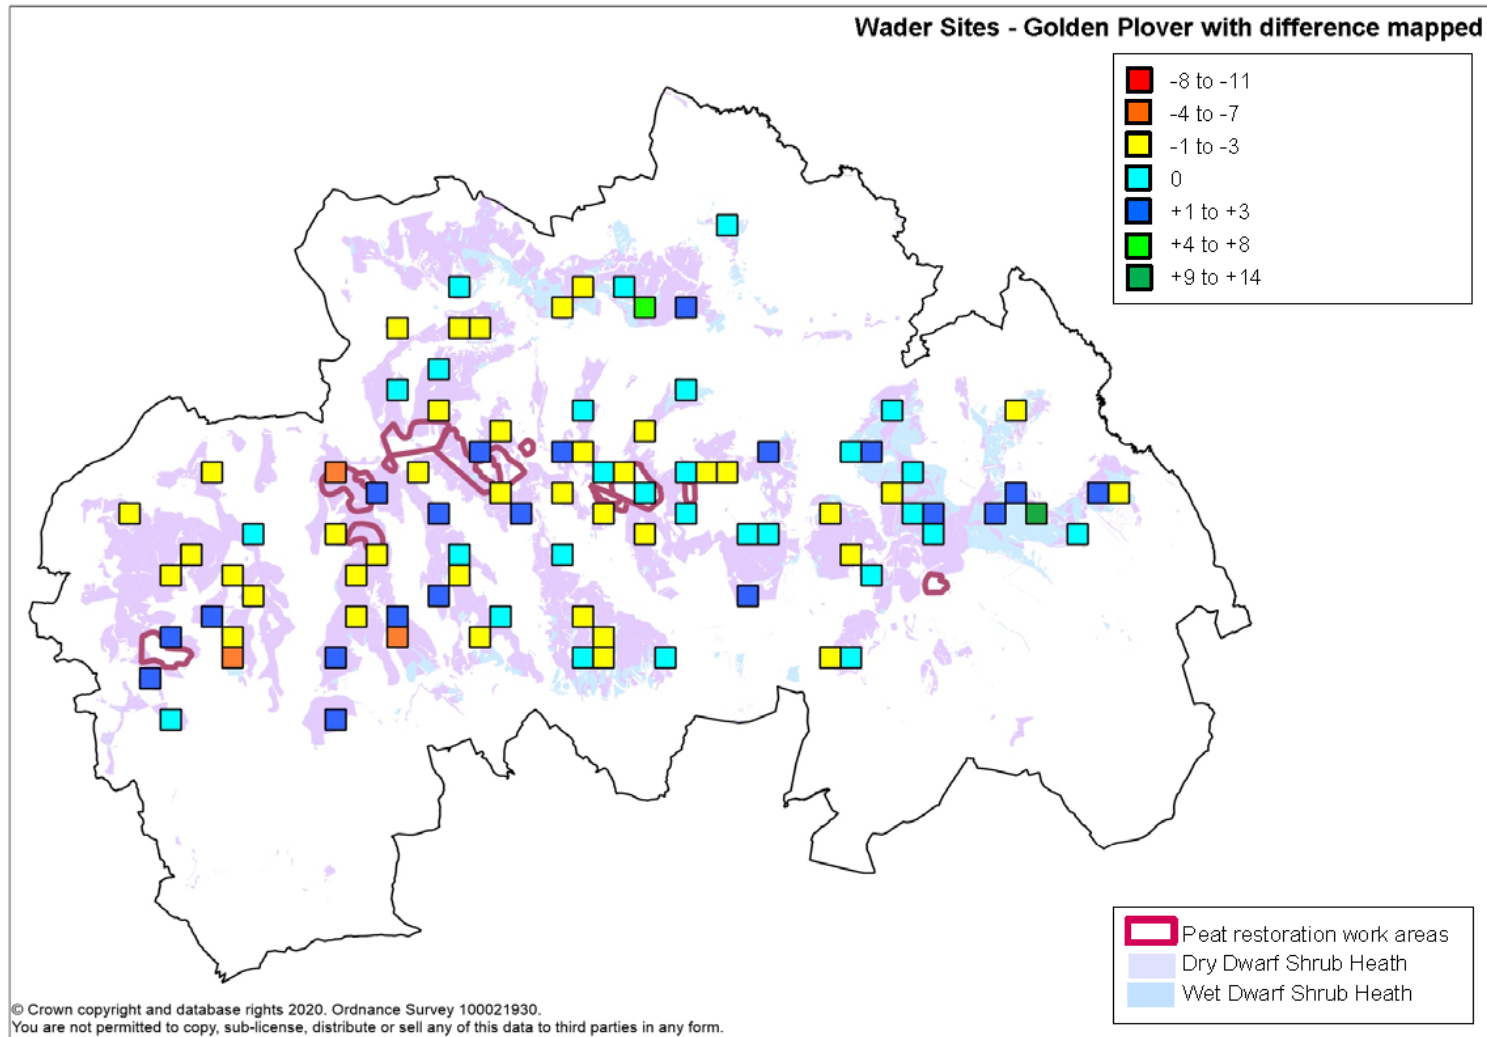 Wader Sites - Golden Plover with difference mapped
-8 to -11
-4 to -7
-1 to -3
0
+1 to +3
+4 to +8
+9 to +14
Peat restoration work areas
Dry Dwarf Shrub Heath
Wet Dwarf Shrub Heath
© Crown copyright and database rights 2020. Ordnance Survey 100021930.
You are not permitted to copy, sub-license, distribute or sell any of this data to third parties in any form.